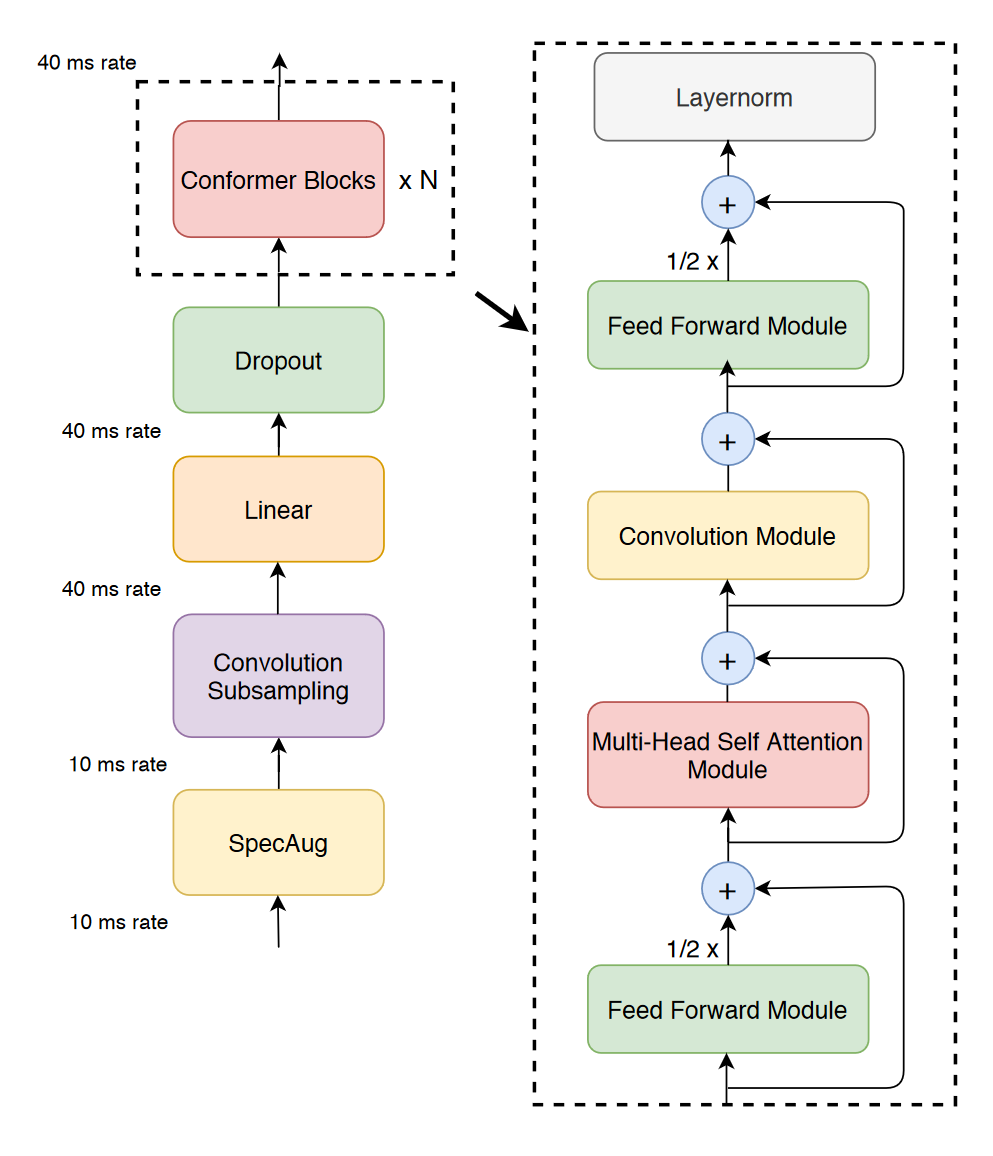 40 ms rate
Conformer Blocks
x N
Dropout
40 ms rate
Linear
40 ms rate
Convolution
Subsampling
10 ms rate
SpecAug
10 ms rate
Layernorm
+
1/2 x
Feed Forward Module
+
Convolution Module
+
Multi-Head Self Attention
Module
+
1/2 x
Feed Forward Module